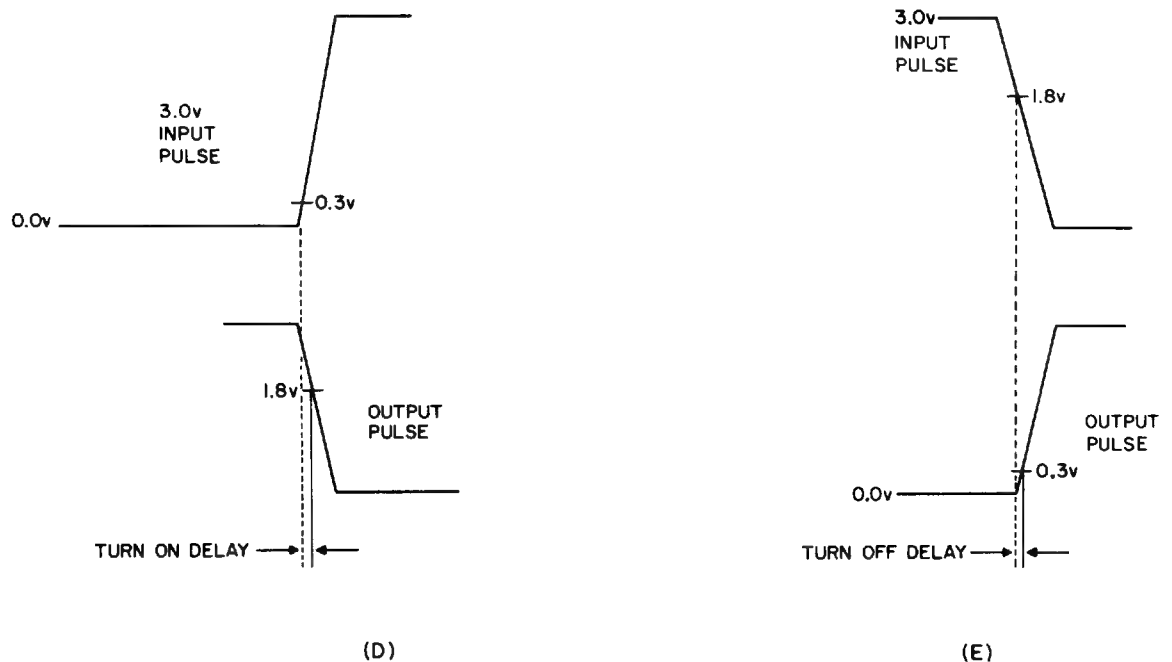 3.0v
INPUT
PULSE
0.3v
0.0v
1.8v
OUTPUT
PULSE
TURN ON DELAY
(D)
3.0v
INPUT
PULSE
1.8v
OUTPUT
PULSE
0.3v
0.0v
TURN OFF DELAY
(E)